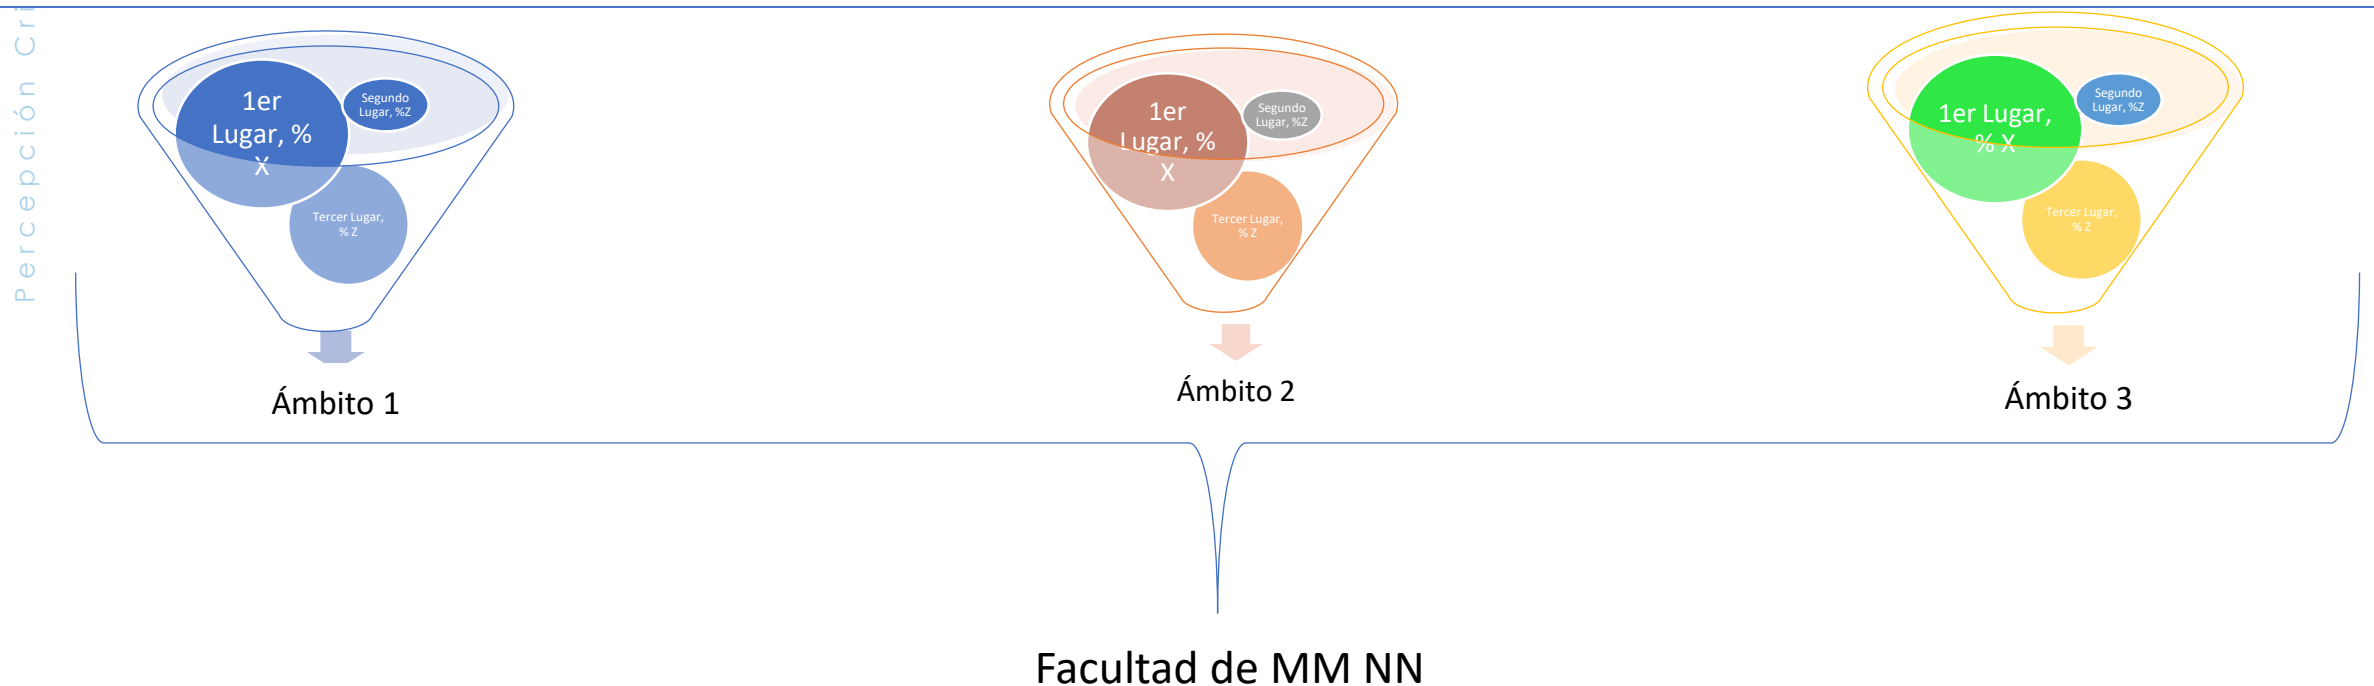 Percepción Cri
1er
Lugar, %
X
Segundo
Lugar, %Z
Tercer Lugar,
% Z
Ámbito 1
1er
Lugar, %
X
Segundo
Lugar, %Z
Tercer Lugar,
% Z
Ámbito 2
1er Lugar,
% X
Segundo
Lugar, %Z
Tercer Lugar,
% Z
Ámbito 3
Facultad de MM NN